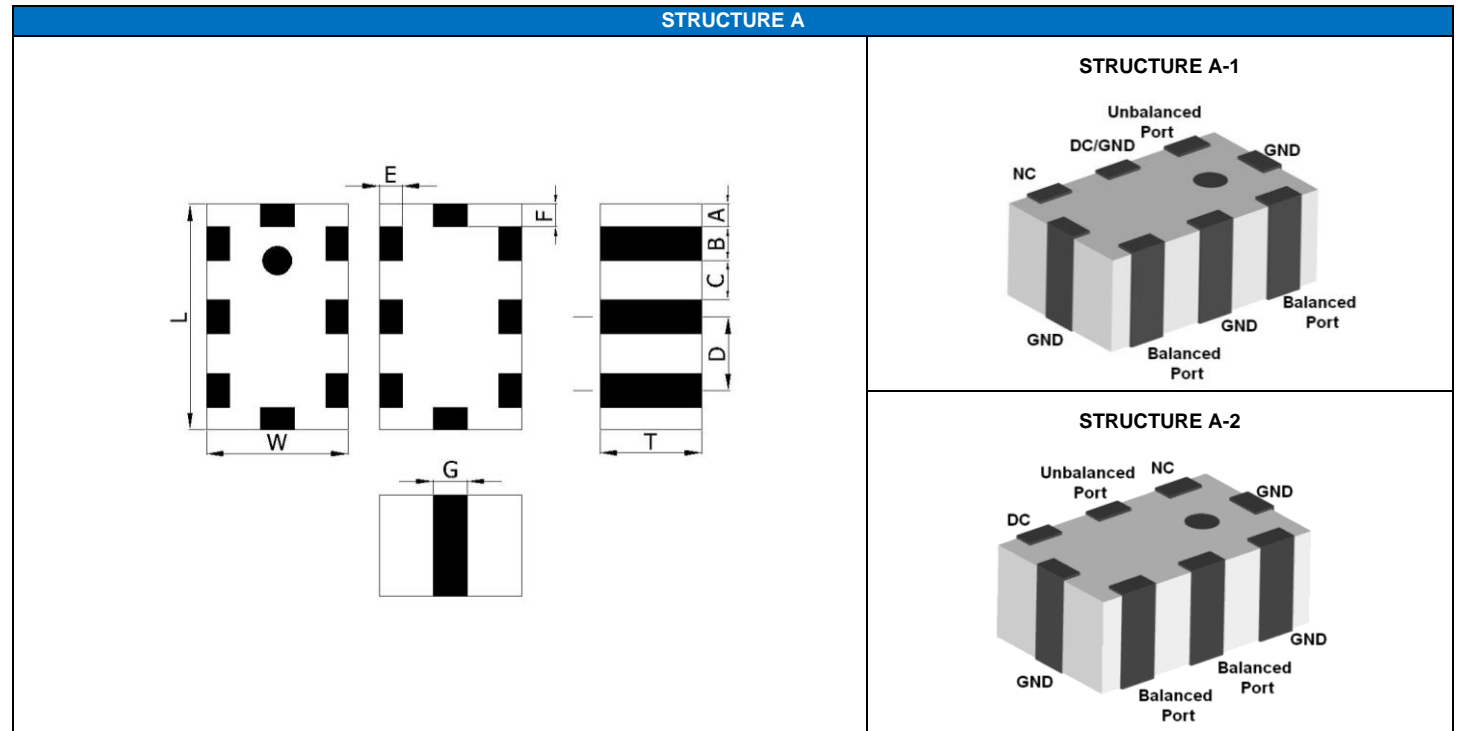 STRUCTURE A
E
F
A
B
C
D
L
W
T
G
STRUCTURE A-1
Unbalanced
Port
DC/GND
GND
NC
Balanced
Port
GND
GND
Balanced
Port
STRUCTURE A-2
Unbalanced
Port
NC
GND
DC
GND
Balanced
Port
GND
Balanced
Port